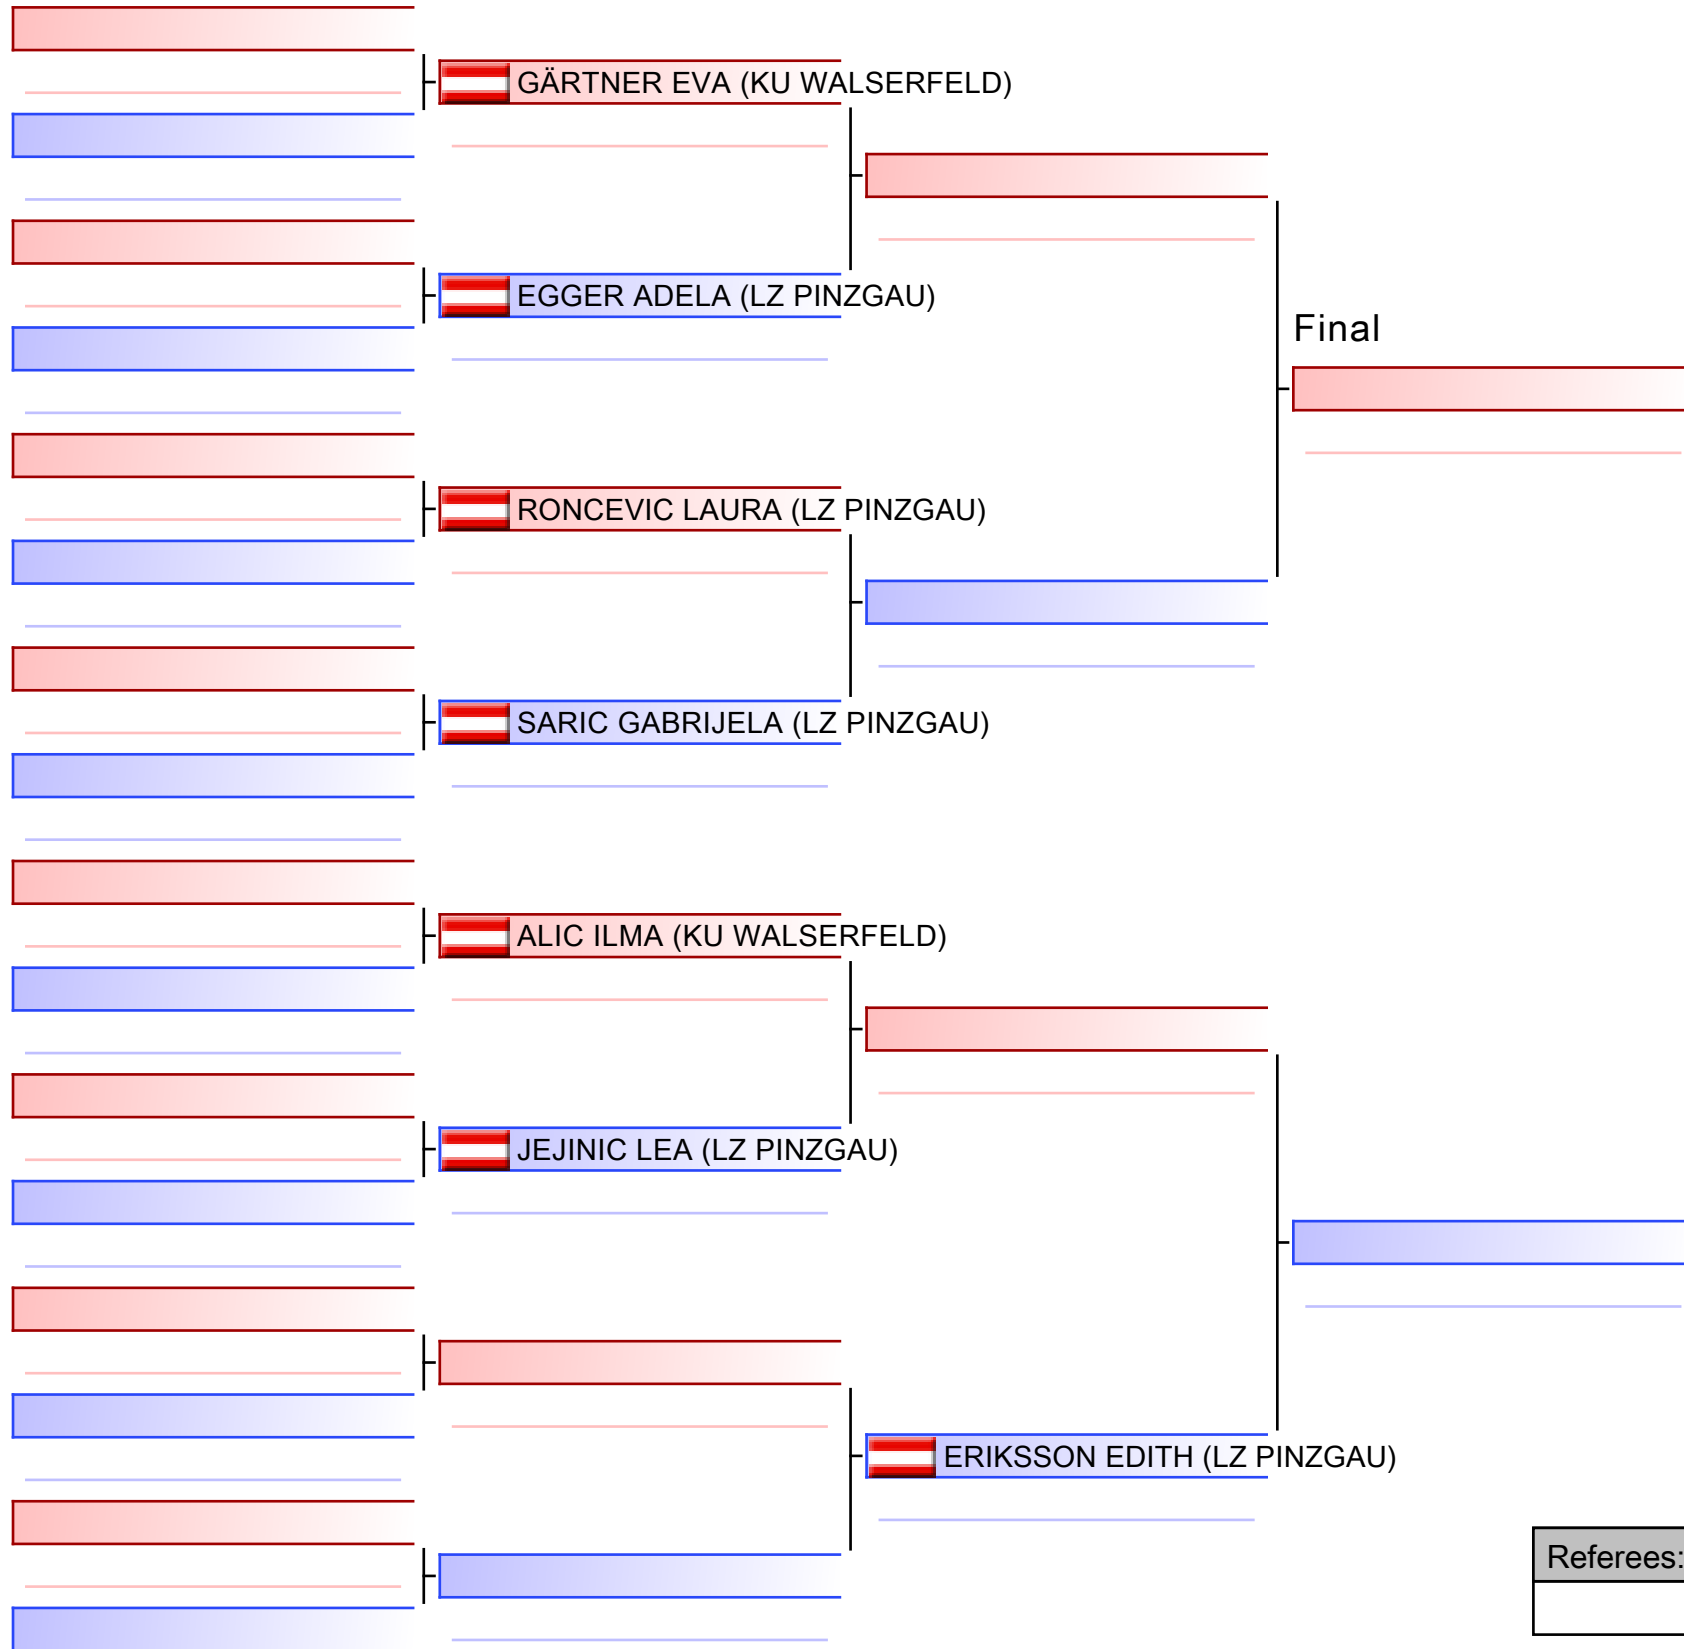 GÄRTNER EVA (KU WALSERFELD)
EGGER ADELA (LZ PINZGAU)
Final
RONCEVIC LAURA (LZ PINZGAU)
SARIC GABRIJELA (LZ PINZGAU)
ALIC ILMA (KU WALSERFELD)
JEJINIC LEA (LZ PINZGAU)
ERIKSSON EDITH (LZ PINZGAU)
Referees: